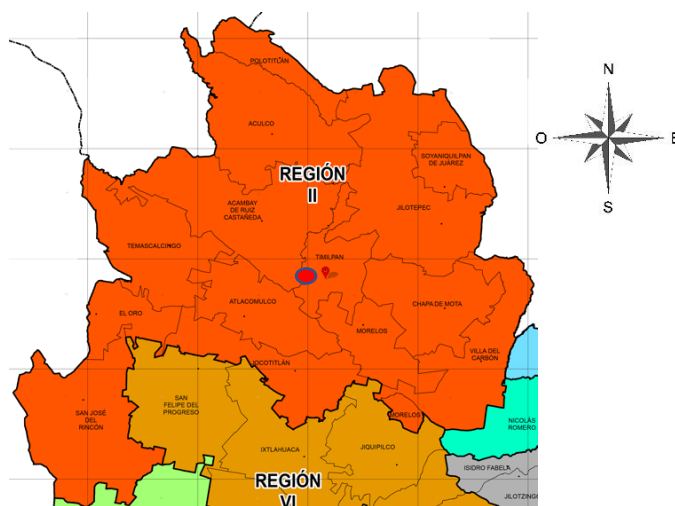 POLOTITLÁN
ACULCO
SOYANIQUILPAN
DE JUÁREZ
REGIÓN
II
ACAMBAY
DE RUIZ
CASTAÑEDA
JILOTEPEC
TEMASCALCINGO
TIMILPAN
ATLACOMULCO
CHAPA DE MOTA
EL ORO
MORELOS
VILLA DEL
CARBÓN
JOCOTITLÁN
SAN JOSÉ
DEL
RINCÓN
SAN
FELIPE DEL
PROGRESO
MORELOS
NICOLÁS
ROMERO
IXTLAHUACA
JIQUIPILCO
ISIDRO FABELA
REGIÓN
VI
JILOTZINGO
N
O
E
S